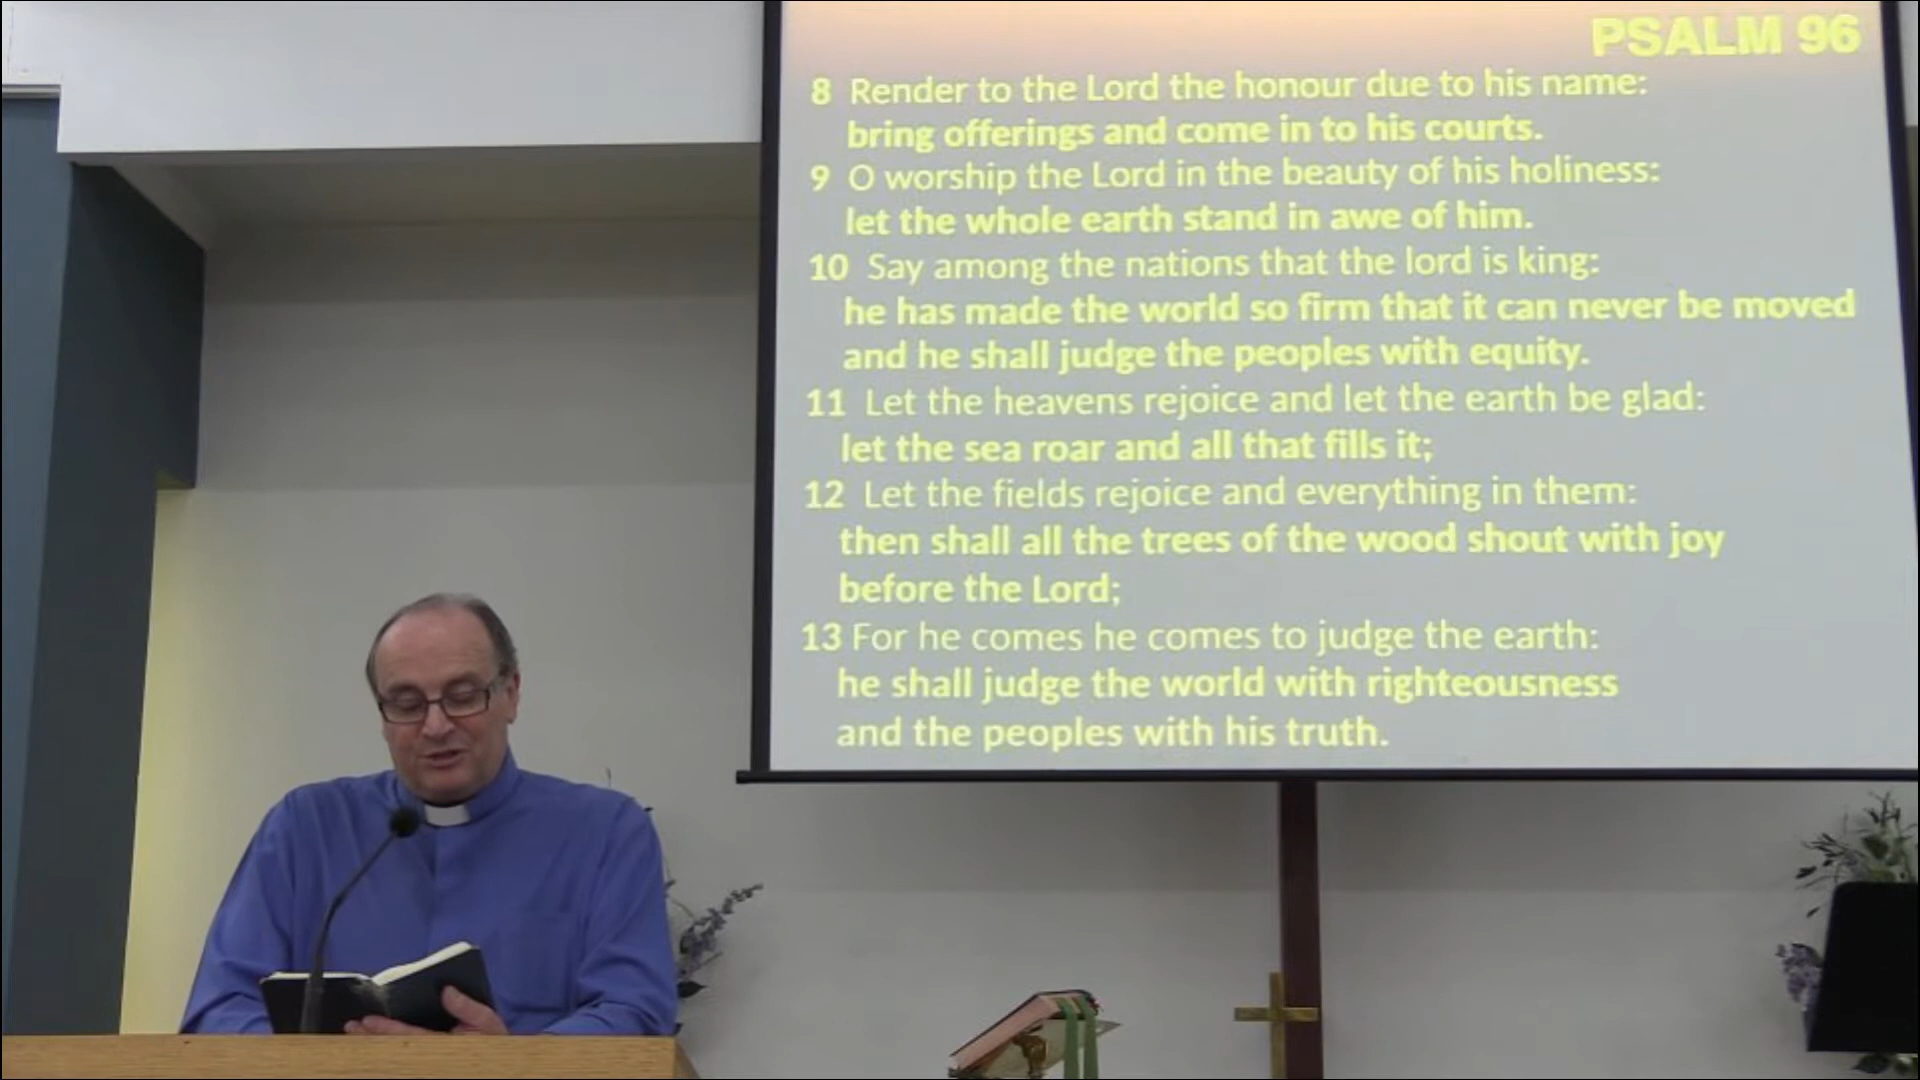 PSALM 96
8 Render to the Lord the honour due to his name:
bring offerings and come in to his courts.
9 O worship the Lord in the beauty of his holiness:
let the whole earth stand in awe of him.
10 Say among the nations that the lord is king:
he has made the world so firm that it can never be moved
and he shall judge the peoples with equity.
11 Let the heavens rejoice and let the earth be glad:
let the sea roar and all that fills it;
12 Let the fields rejoice and everything in them:
then shall all the trees of the wood shout with joy
before the Lord;
13 For he comes he comes to judge the earth:
he shall judge the world with righteousness
and the peoples with his truth.